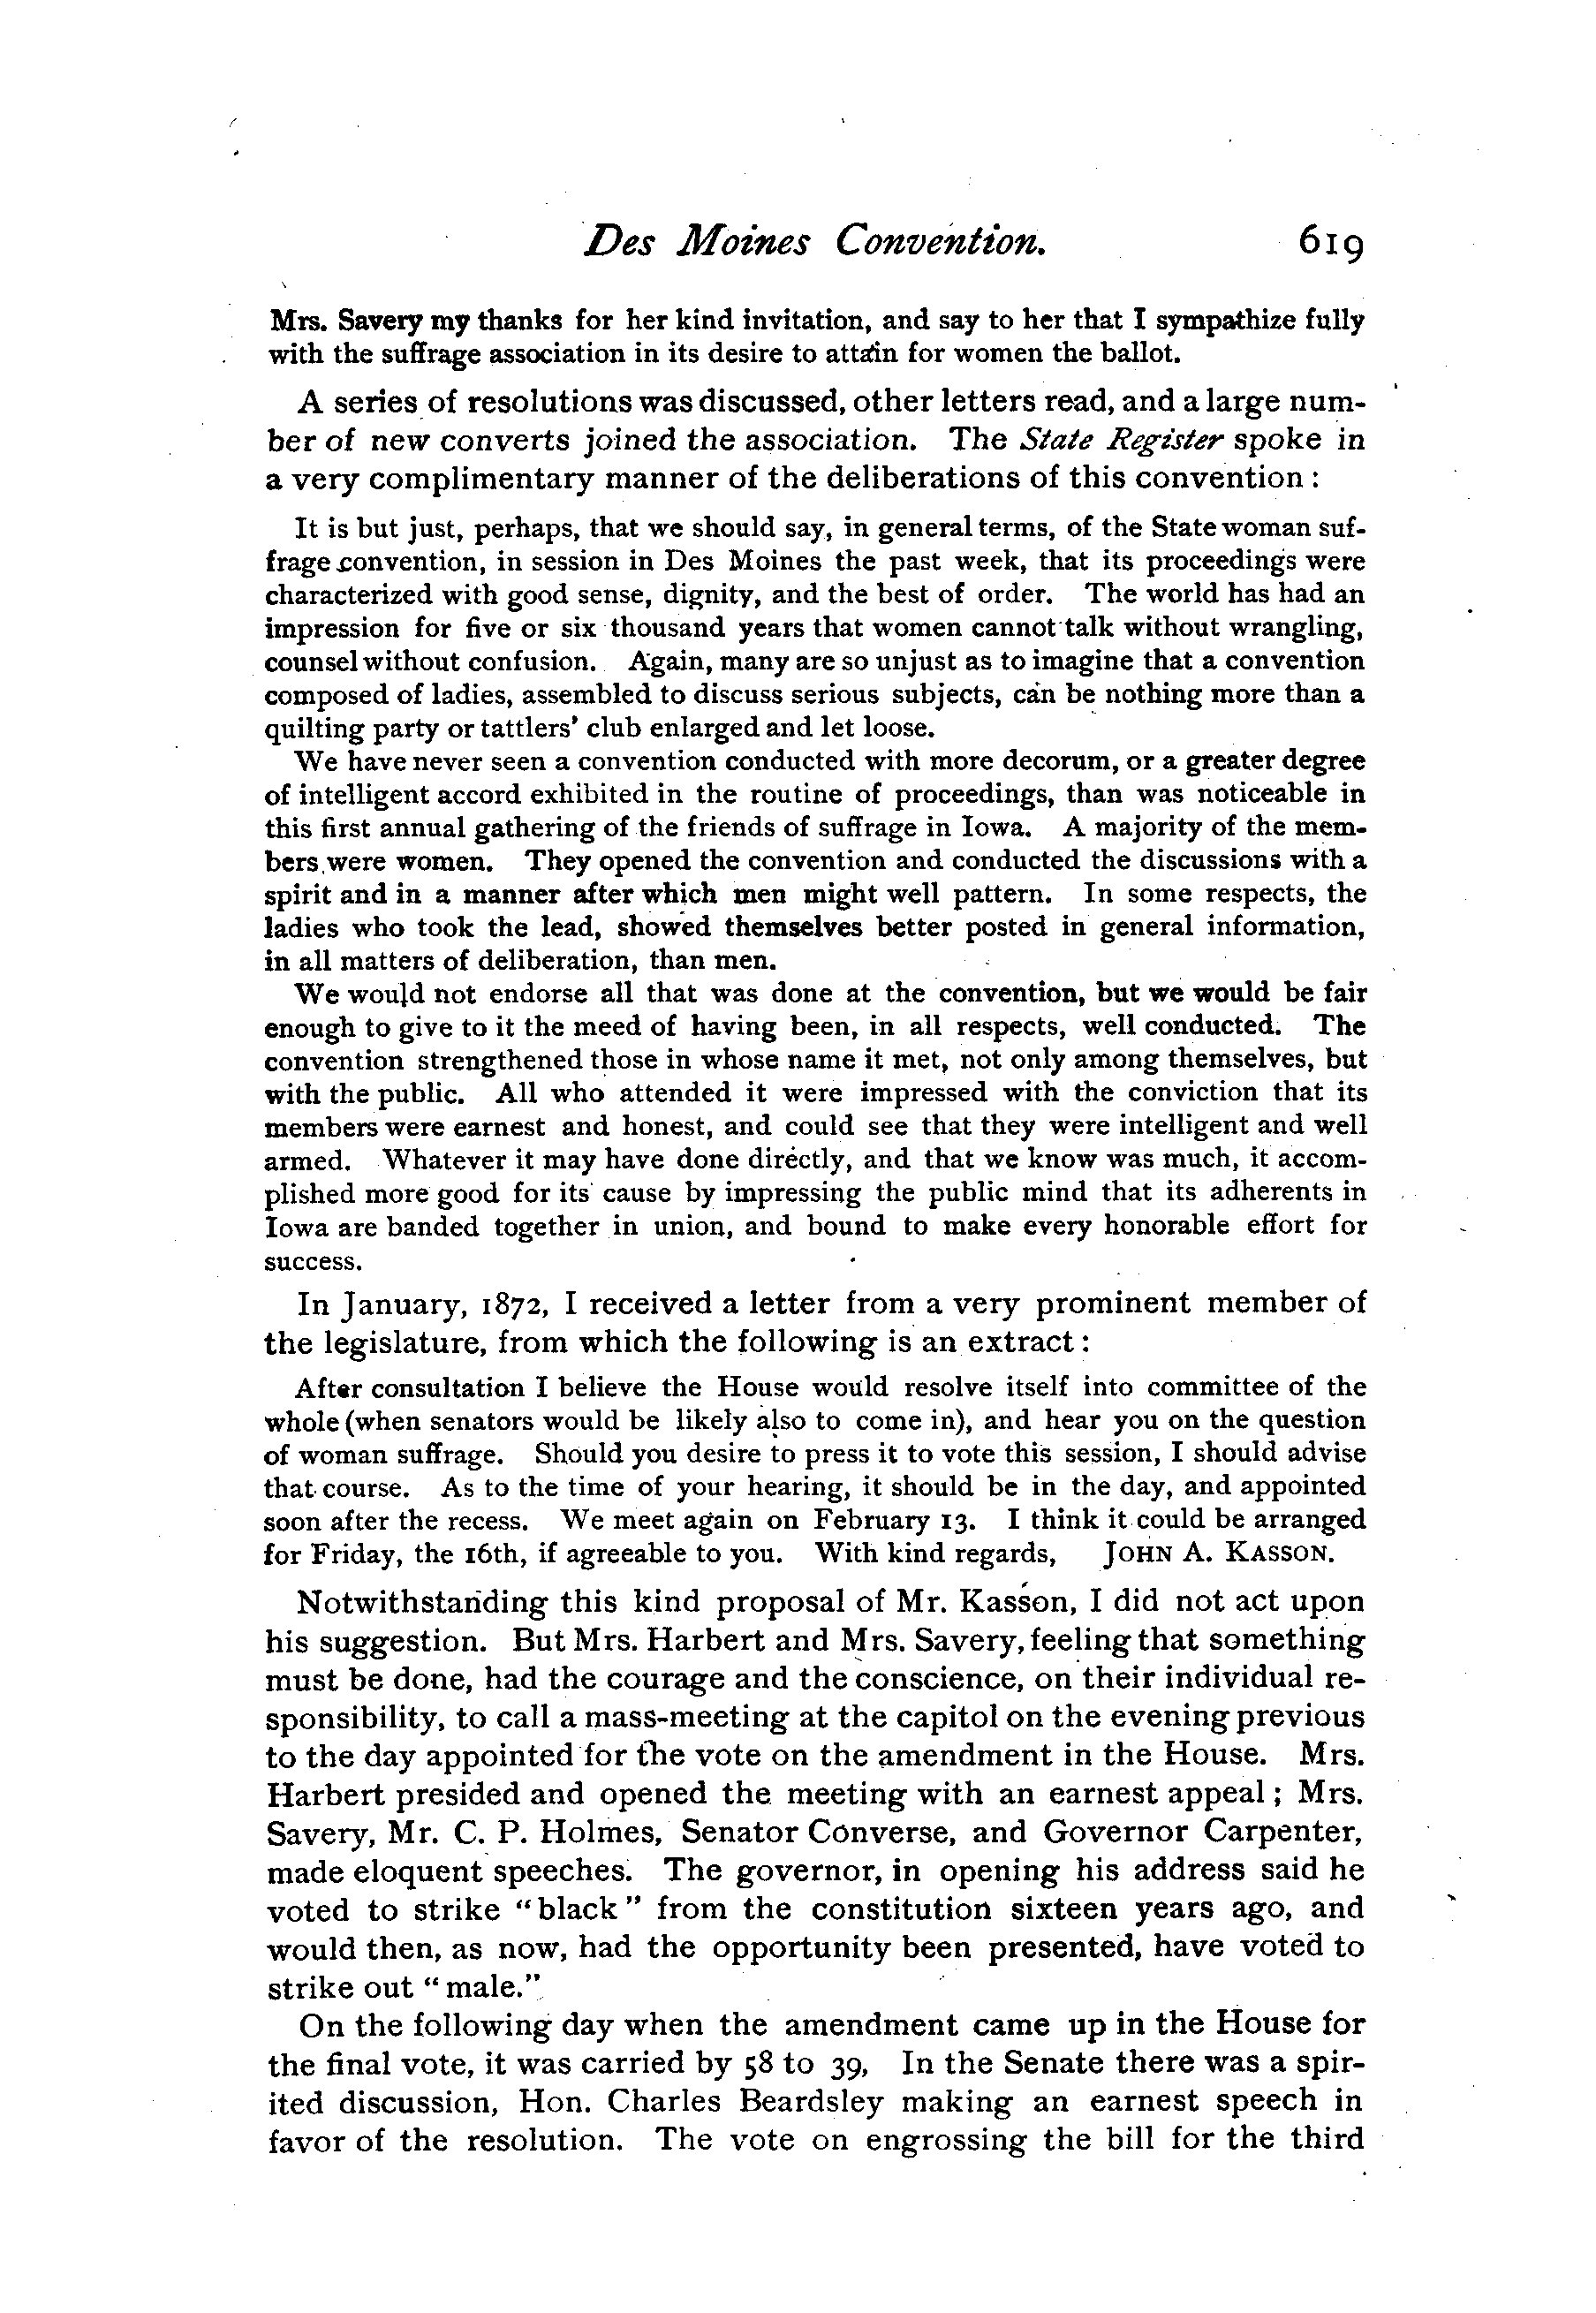 Des Moines Convention. 619
Mrs. Savery my thanks for her kind invitation, and say to her that I sympathize fully
with the suffrage association in its desire to attain for women the ballot.
A series of resolutions was discussed, other letters read, and a large num-
ber of new converts joined the association. The State Register spoke in
a very complimentary manner of the deliberations of this convention :
It is but just, perhaps, that we should say, in general terms, of the State woman suf-
frage convention, in session in Des Moines the past week, that its proceedings were
characterized with good sense, dignity, and the best of order. The world has had an
impression for five or six thousand years that women cannot talk without wrangling,
counsel without confusion. Again, many are so unjust as to imagine that a convention
composed of ladies, assembled to discuss serious subjects, can be nothing more than a
quilting party or tattlers' club enlarged and let loose.
We have never seen a convention conducted with more decorum, or a greater degree
of intelligent accord exhibited in the routine of proceedings, than was noticeable in
this first annual gathering of the friends of suffrage in Iowa. A majority of the mem-
bers were women. They opened the convention and conducted the discussions with a
spirit and in a manner after which men might well pattern. In some respects, the
ladies who took the lead, showed themselves better posted in general information,
in all matters of deliberation, than men.
We would not endorse all that was done at the convention, but we would be fair
enough to give to it the meed of having been, in all respects, well conducted. The
convention strengthened those in whose name it met, not only among themselves, but
with the public. All who attended it were impressed with the conviction that its
members were earnest and honest, and could see that they were intelligent and well
armed. Whatever it may have done directly, and that we know was much, it accom-
plished more good for its cause by impressing the public mind that its adherents in
Iowa are banded together in union, and bound to make every honorable effort for
success.
In January, 1872, I received a letter from a very prominent member of
the legislature, from which the following is an extract :
After consultation I believe the House would resolve itself into committee of the
whole (when senators would be likely also to come in), and hear you on the question
of woman suffrage. Should you desire to press it to vote this session, I should advise
that course. As to the time of your hearing, it should be in the day, and appointed
soon after the recess. We meet again on February 13. I think it could be arranged
for Friday, the 16th, if agreeable to you. With kind regards, JOHN A. KASSON.
Notwithstanding this kind proposal of Mr. Kasson, I did not act upon
his suggestion. But Mrs. Harbert and Mrs. Savery, feeling that something
must be done, had the courage and the conscience, on their individual re-
sponsibility, to call a mass-meeting at the capitol on the evening previous
to the day appointed for the vote on the amendment in the House. Mrs.
Harbert presided and opened the meeting with an earnest appeal ; Mrs.
Savery, Mr. C. P. Holmes, Senator Converse, and Governor Carpenter,
made eloquent speeches. The governor, in opening his address said he
voted to strike "black" from the constitution sixteen years ago, and
would then, as now, had the opportunity been presented, have voted to
strike out "male."
On the following day when the amendment came up in the House for
the final vote, it was carried by 58 to 39, In the Senate there was a spir-
ited discussion, Hon. Charles Beardsley making an earnest speech in
favor of the resolution. The vote on engrossing the bill for the third